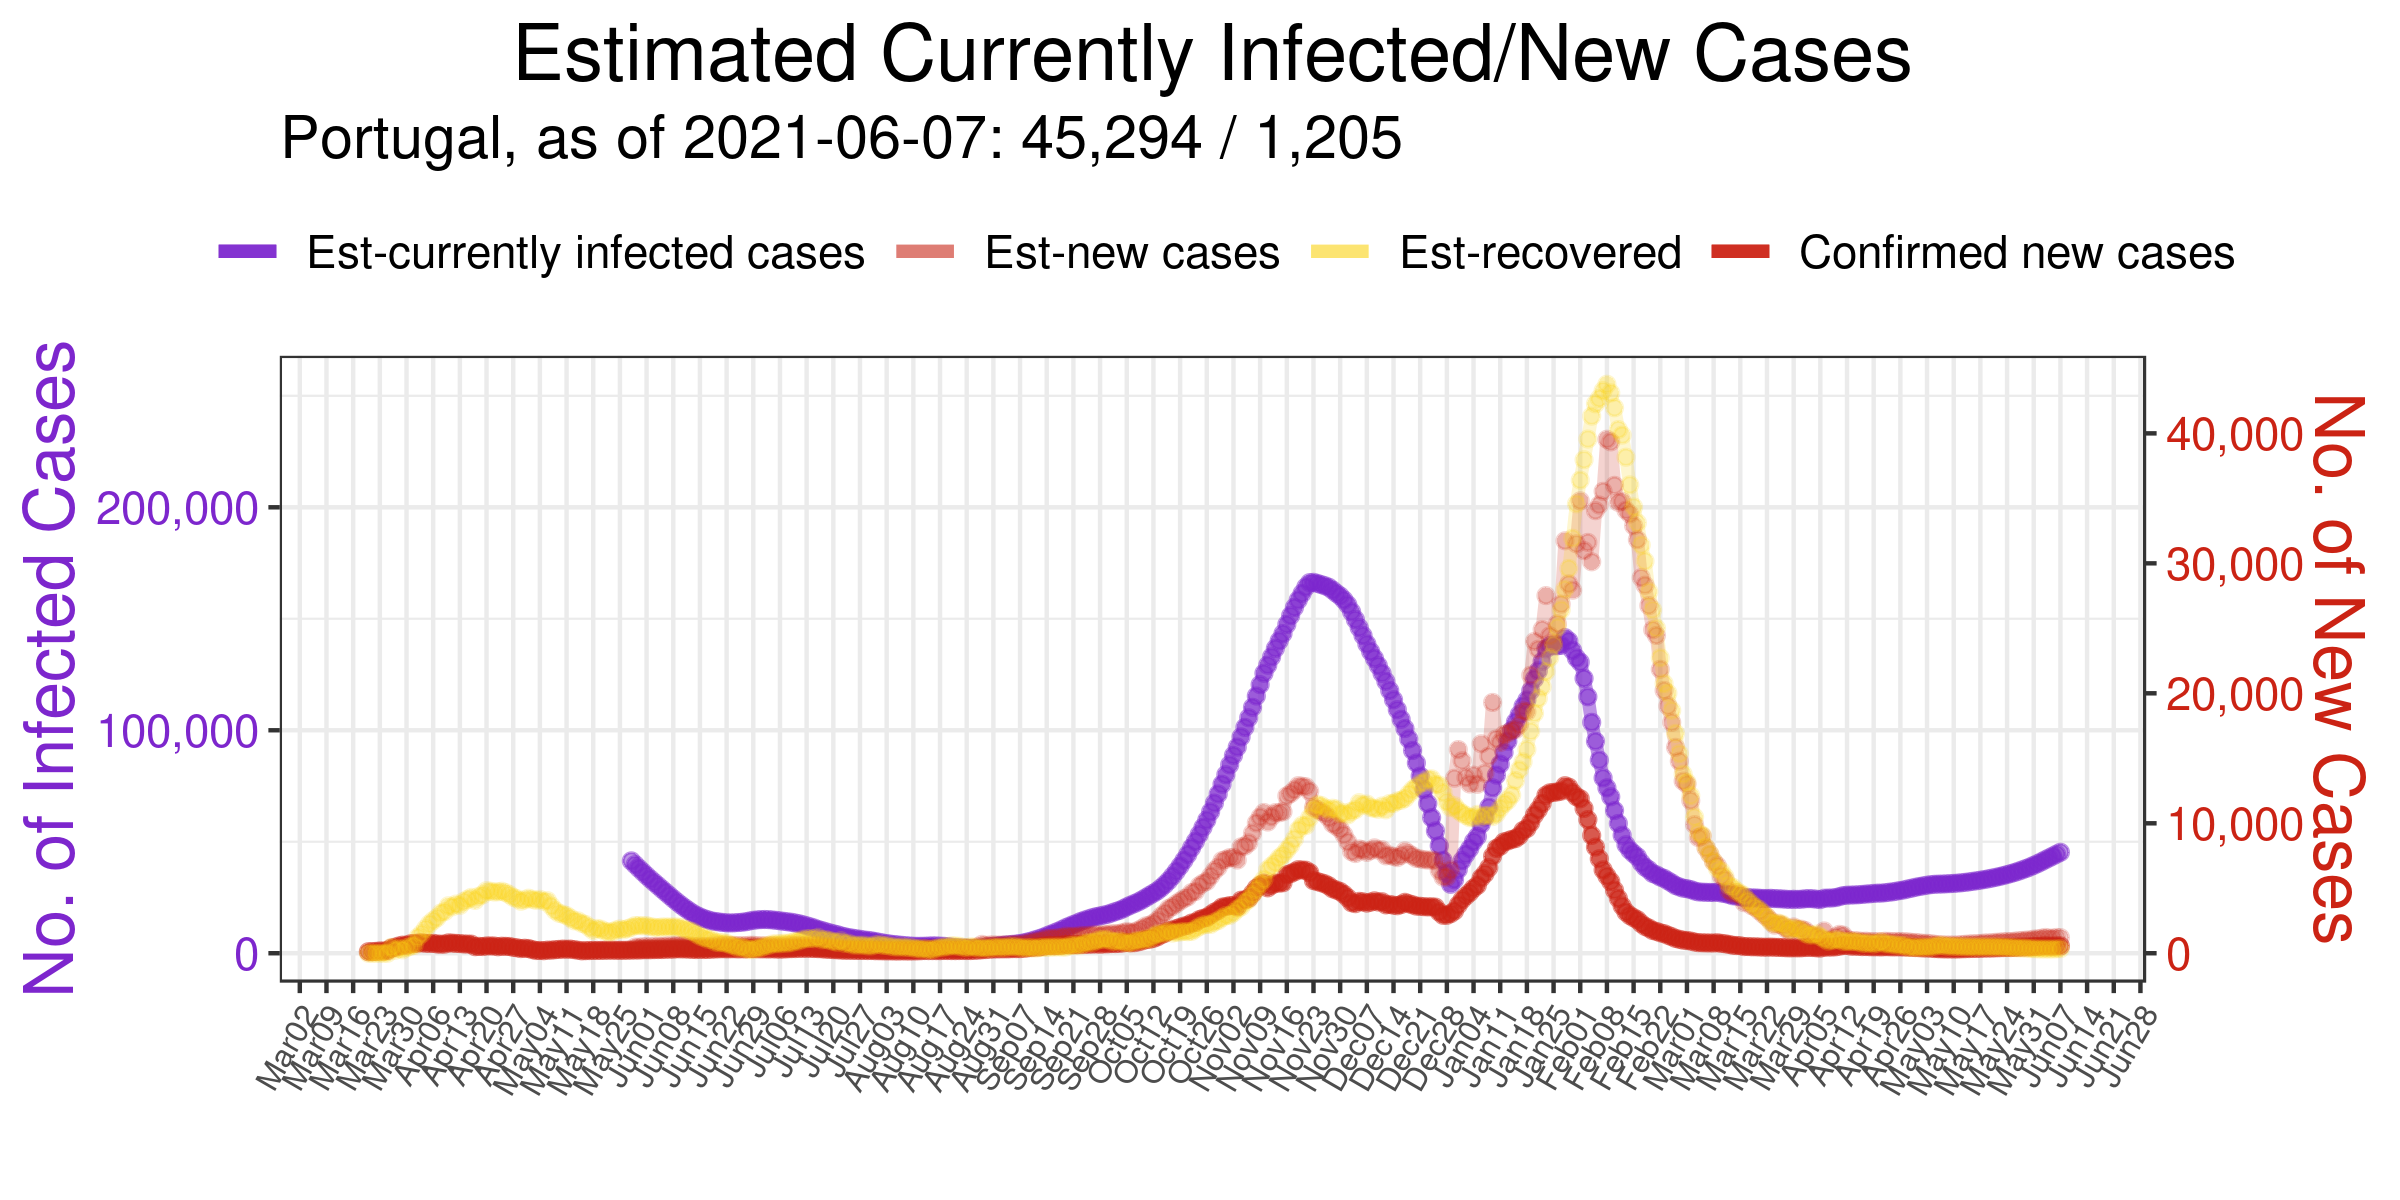 Estimated Currently Infected/New Cases
Portugal, as of 2021-06-07: 45,294 / 1,205
Est-currently infected cases
Est-new cases
Est-recovered
Confirmed new cases
No. of Infected Cases
200,000
100,000
0
40,000
30,000
20,000
10,000
0
No. of New Cases
Mar02
Mar09
Mar16
Mar23
Mar30
Apr06
Apr13
Apr20
Apr27
May04
May11
May18
May25
Jun01
Jun08
Jun15
Jun22
Jun29
Jul06
Jul13
Jul20
Jul27
Aug03
Aug10
Aug17
Aug24
Aug31
Sep07
Sep14
Sep21
Sep28
Oct05
Oct12
Oct19
Oct26
Nov02
Nov09
Nov16
Nov23
Nov30
Dec07
Dec14
Dec21
Dec28
Jan04
Jan11
Jan18
Jan25
Feb01
Feb08
Feb15
Feb22
Mar01
Mar08
Mar15
Mar22
Mar29
Apr05
Apr12
Apr19
Apr26
May03
May10
May17
May24
May31
Jun07
Jun14
Jun21
Jun28